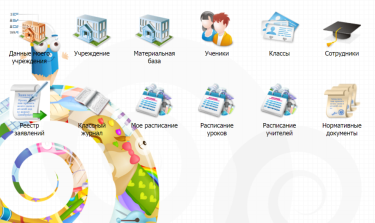 Данные моего учреждения
Учреждение
Материальная база
Ученики
Классы
Сотрудники
Реестр заявлений
Классный журнал
Мое расписание
Расписание уроков
Расписание учителей
Нормативные документы